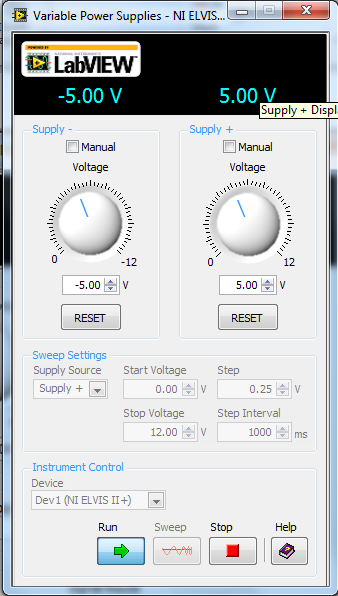 Variable Power Supplies - NI ELVIS...
POWERED BY
NATIONAL INSTRUMENTS
LabVIEW™
-5.00 V 5.00 V
Supply + Displ
Supply - Supply +
Manual Manual
Voltage Voltage
0 -12 0 12
-5.00 V 5.00 V
RESET RESET
Sweep Settings
Supply Source Start Voltage Step
Supply + 0.00 V 0.25 V
Stop Voltage Step Interval
12.00 V 1000 ms
Instrument Control
Device
Dev1 (NI ELVIS II+)
Run Sweep Stop Help